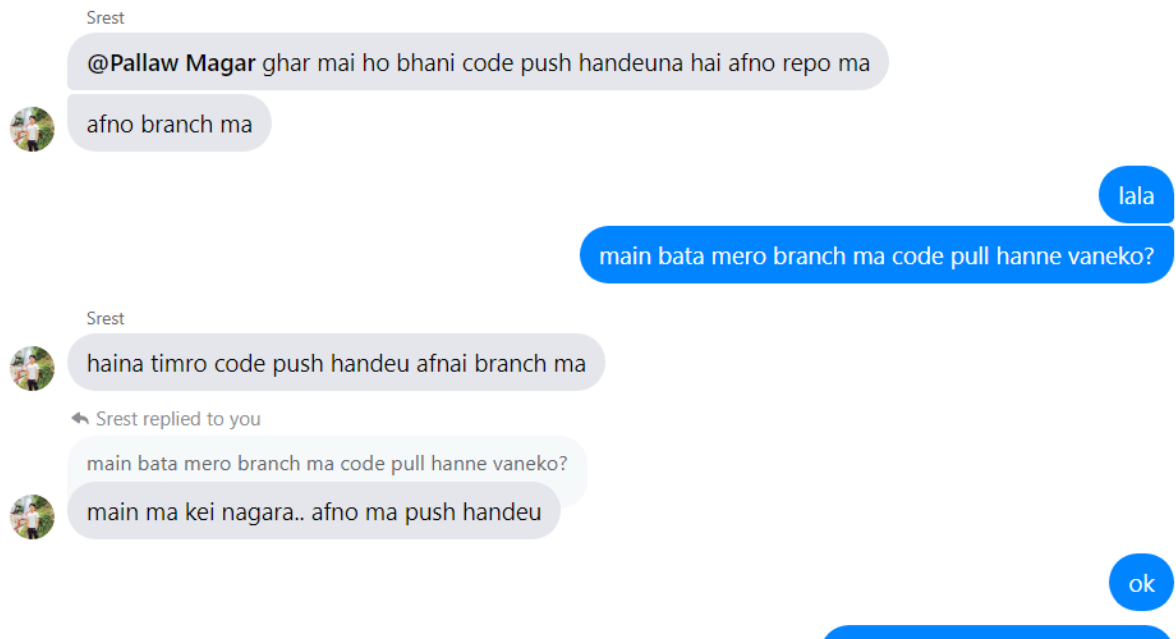 Srest
@Pallaw Magar ghar mai ho bhani code push handeuna hai afno repo ma
afno branch ma
lala
main bata mero branch ma code pull hanne vaneko?
Srest
haina timro code push handeu afnai branch ma
Srest replied to you
main bata mero branch ma code pull hanne vaneko?
main ma kei nagara.. afno ma push handeu
ok